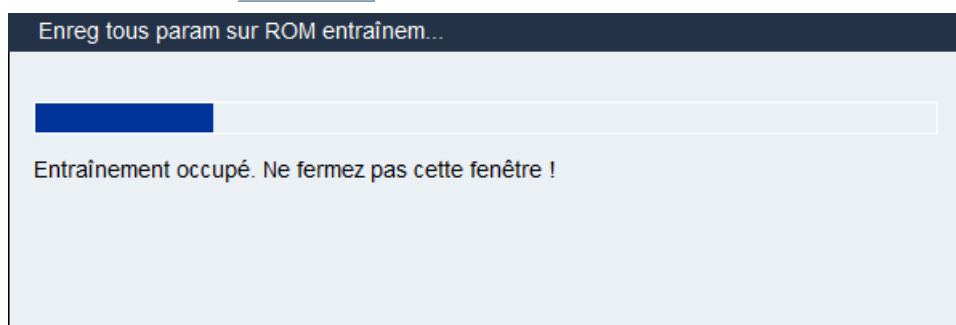 Enreg tous param sur ROM entraînem...
Entraînement occupé. Ne fermez pas cette fenêtre !